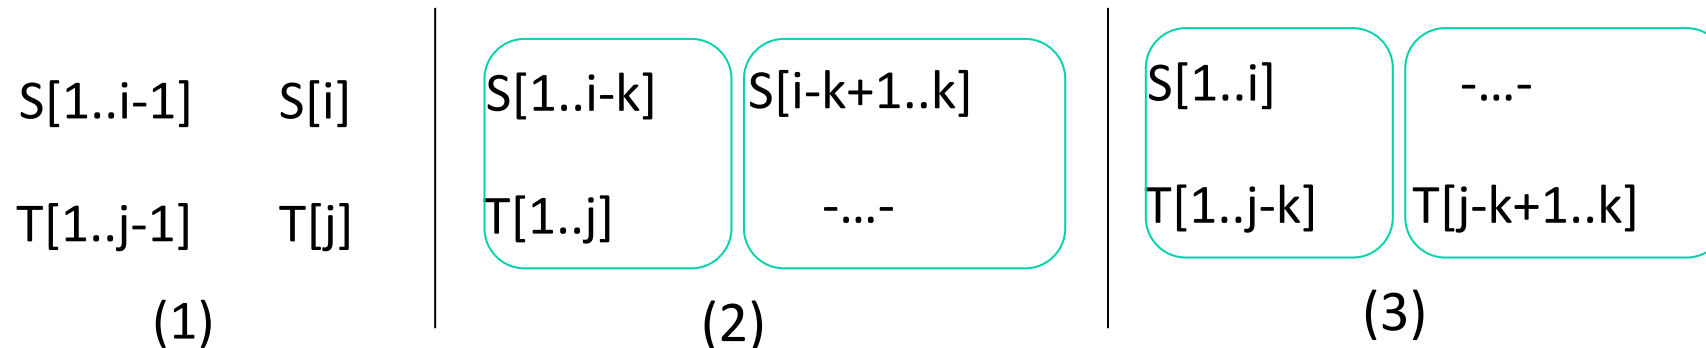 S[1..i-1] S[i]
T[1..j-1] T[j]
(1)
S[1..i-k] S[i-k+1..k]
T[1..j] -...-
(2)
S[1..i] -...-
T[1..j-k] T[j-k+1..k]
(3)